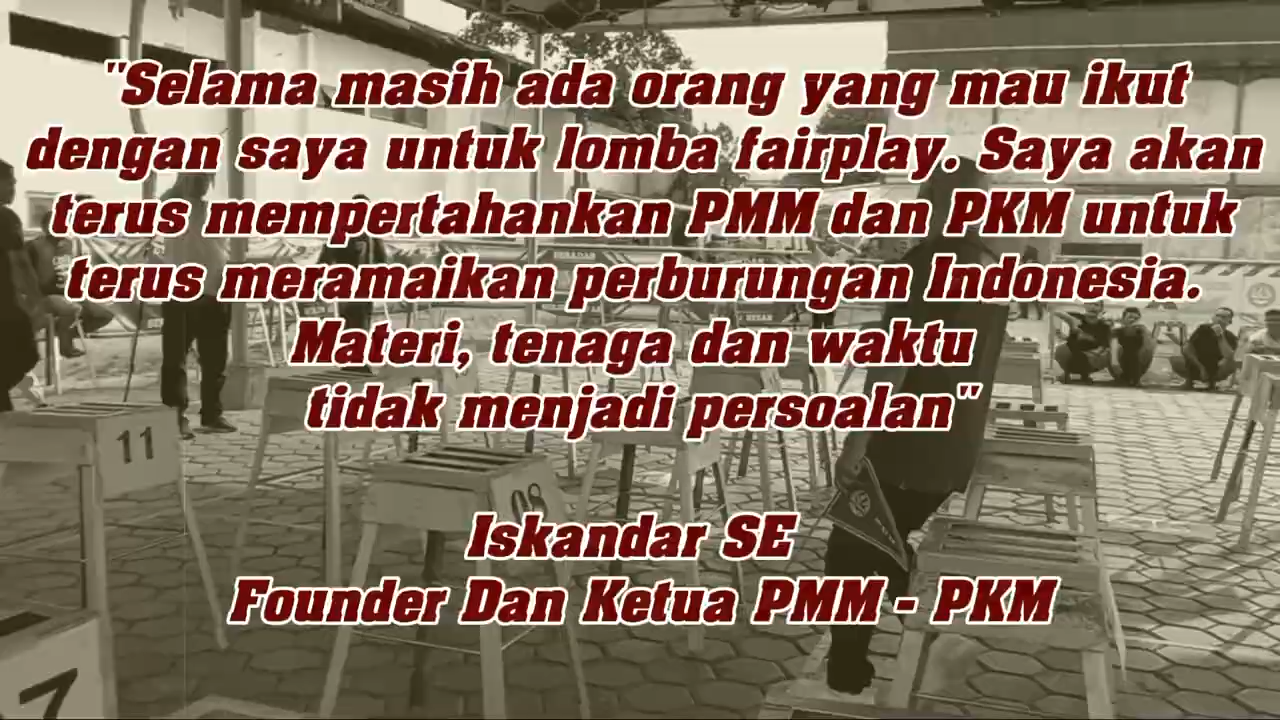 "Selama masih ada orang yang mau ikut
dengan saya untuk lomba fairplay. Saya akan
terus mempertahankan PMM dan PKM untuk
terus meramaikan perburungan Indonesia.
Materi, tenaga dan waktu
tidak menjadi persoalan"
Iskandar SE
Founder Dan Ketua PMM - PKM
11
08
7